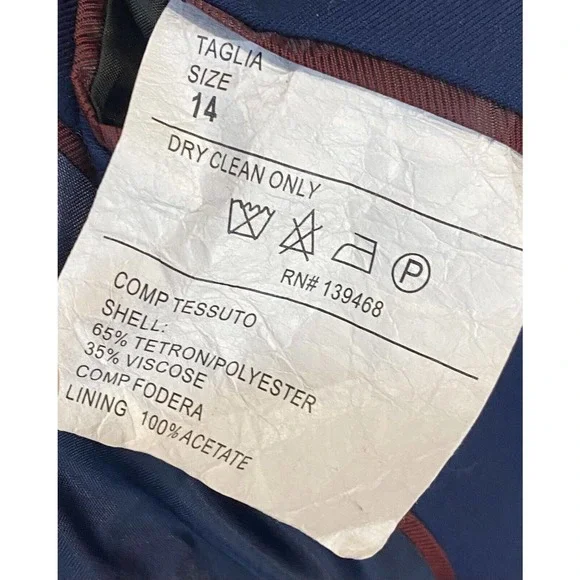 TAGLIA
SIZE
14
DRY CLEAN ONLY
P
RN# 139468
COMP TESSUTO
SHELL:
65% TETRON/POLYESTER
35% VISCOSE
COMP FODERA
LINING 100% ACETATE